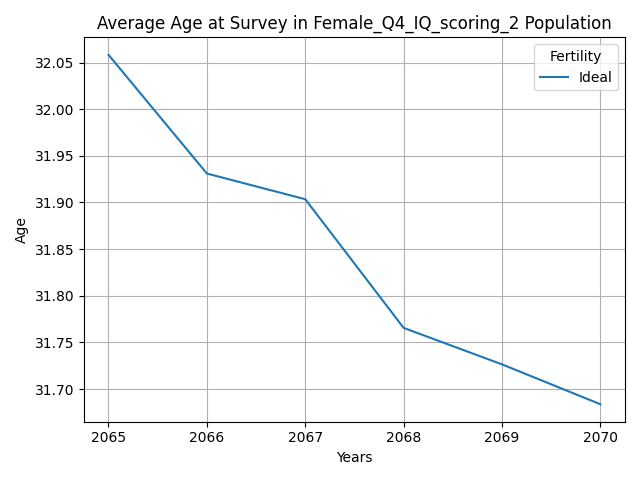 Average Age at Survey in Female_Q4_IQ_scoring_2 Population
Fertility
Ideal
32.05
32.00
31.95
31.90
31.85
31.80
31.75
31.70
Age
2065 2066 2067 2068 2069 2070
Years